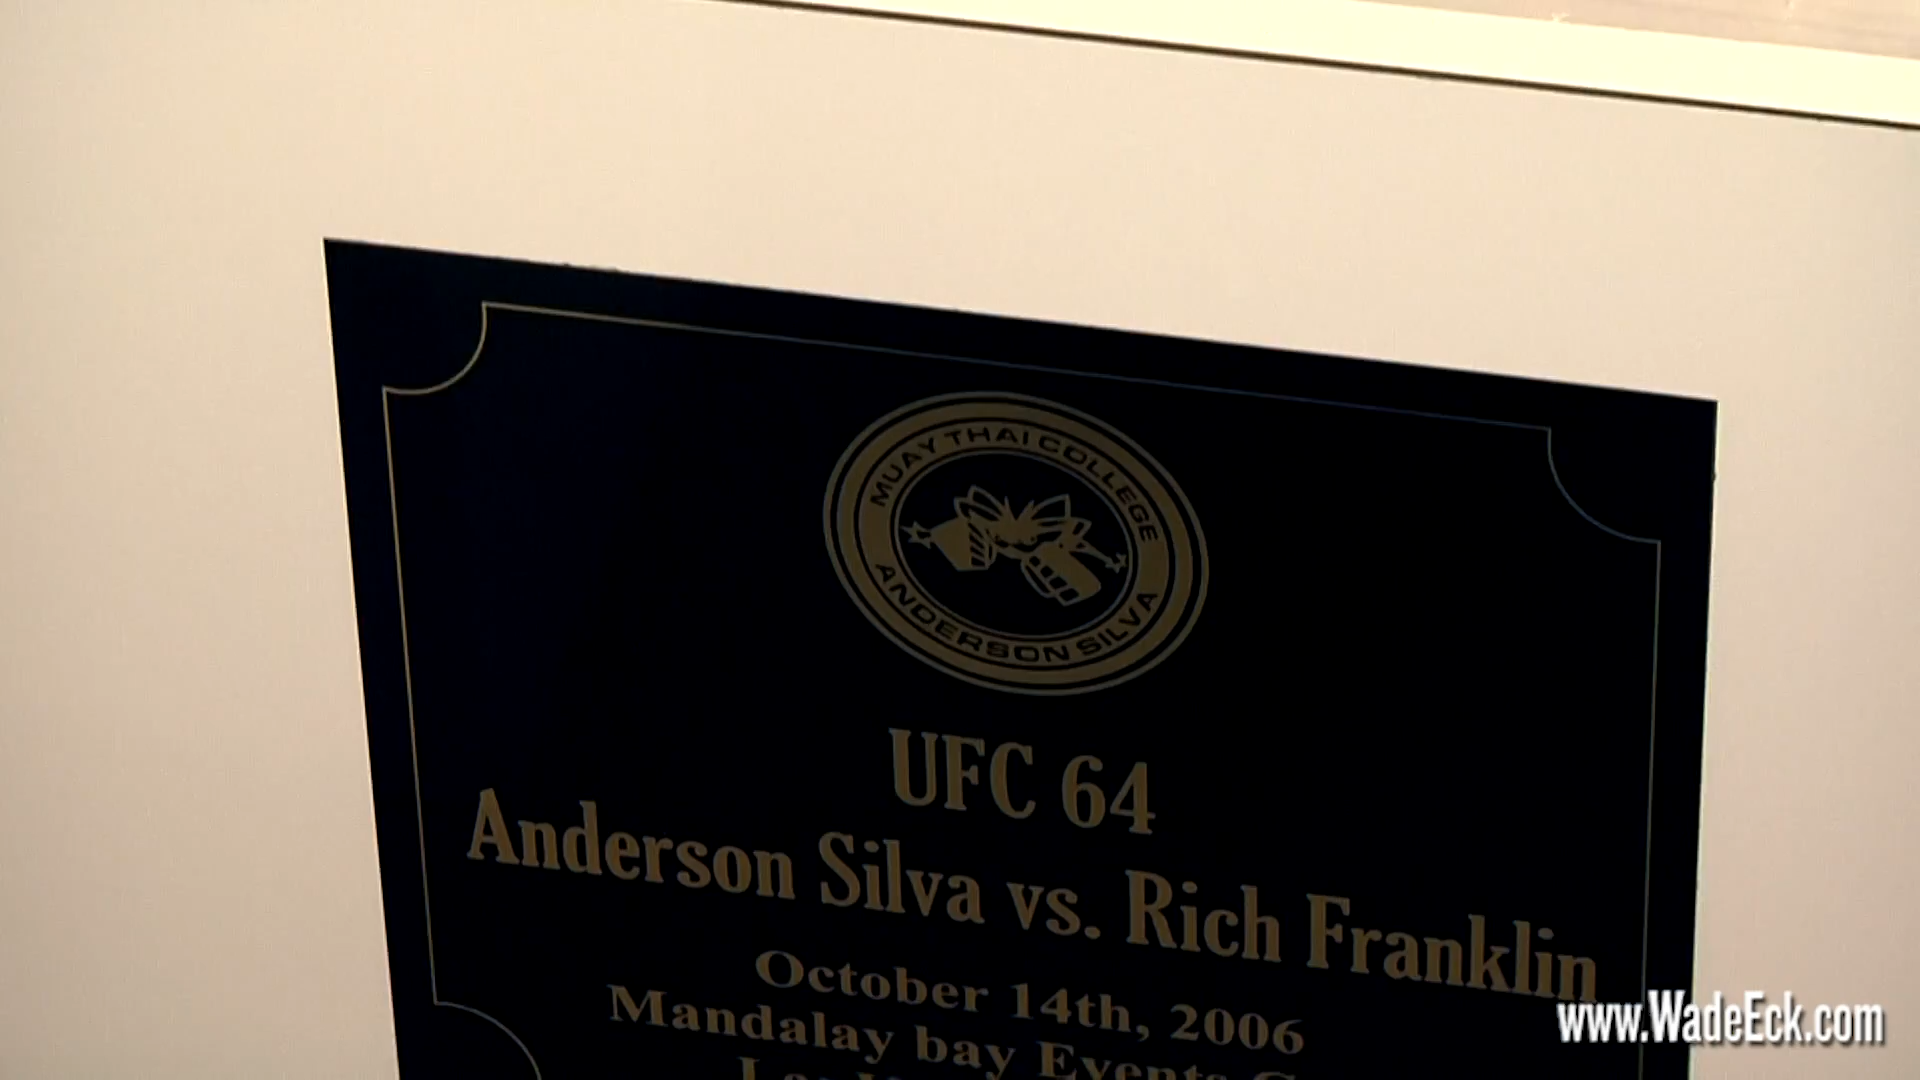 MUAY THAI COLLEGE
ANDERSON SILVA
UFC 64
Anderson Silva vs. Rich Franklin
October 14th, 2006
Mandalay bay Events
www.WadeEck.com